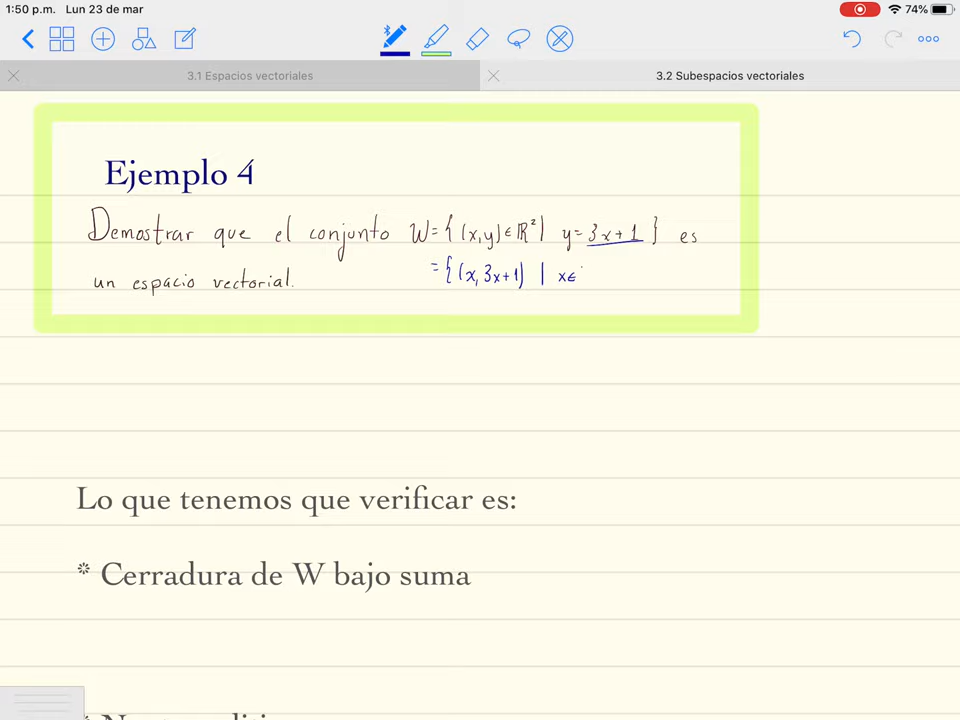 1:50 p.m. Lun 23 de mar 74%
3.1 Espacios vectoriales 3.2 Subespacios vectoriales
Ejemplo 4
Demostrar que el conjunto W={(x,y)∈ℝ²| y=3x+1} es
un espacio vectorial. ={(x,3x+1) | x∈
Lo que tenemos que verificar es:
* Cerradura de W bajo suma